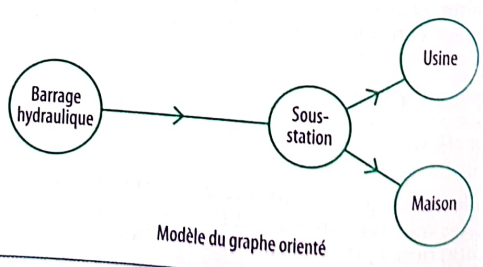 Barrage
hydraulique
Sous-
station
Usine
Maison
Modèle du graphe orienté